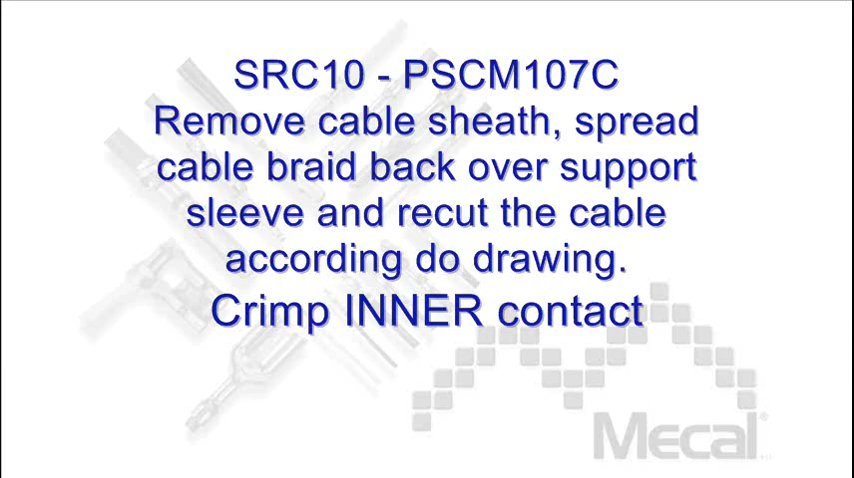 SRC10 - PSCM107C
Remove cable sheath, spread
cable braid back over support
sleeve and recut the cable
according do drawing.
Crimp INNER contact
Mecal®